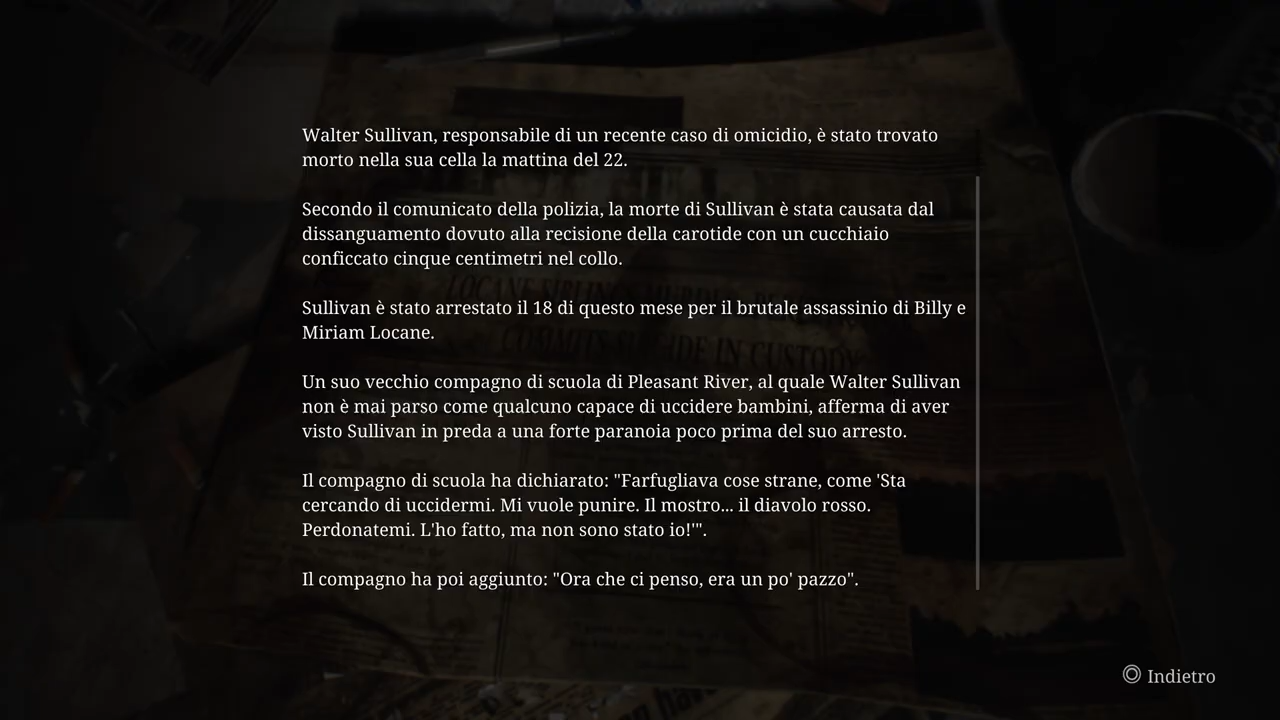 Walter Sullivan, responsabile di un recente caso di omicidio, è stato trovato
morto nella sua cella la mattina del 22.
Secondo il comunicato della polizia, la morte di Sullivan è stata causata dal
dissanguamento dovuto alla recisione della carotide con un cucchiaio
conficcato cinque centimetri nel collo.
Sullivan è stato arrestato il 18 di questo mese per il brutale assassinio di Billy e
Miriam Locane.
Un suo vecchio compagno di scuola di Pleasant River, al quale Walter Sullivan
non è mai parso come qualcuno capace di uccidere bambini, afferma di aver
visto Sullivan in preda a una forte paranoia poco prima del suo arresto.
Il compagno di scuola ha dichiarato: "Farfugliava cose strane, come 'Sta
cercando di uccidermi. Mi vuole punire. Il mostro... il diavolo rosso.
Perdonatemi. L'ho fatto, ma non sono stato io!'".
Il compagno ha poi aggiunto: "Ora che ci penso, era un po' pazzo".
Indietro